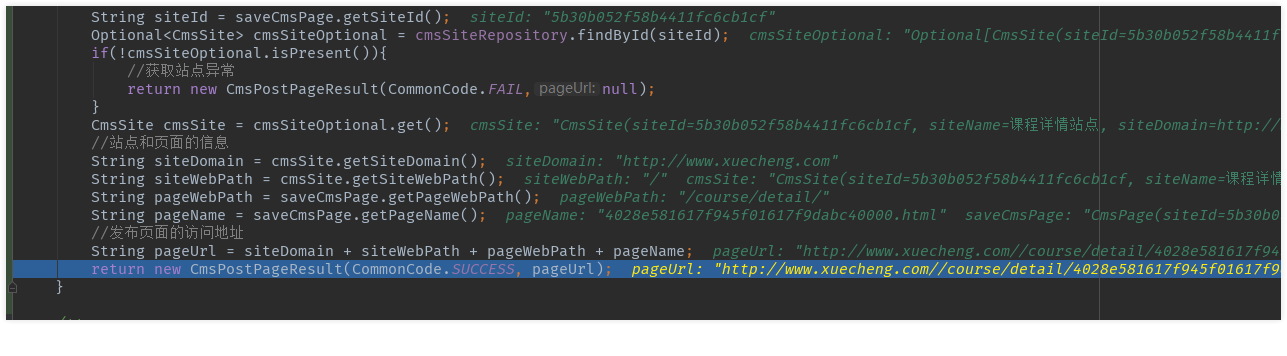 String siteId = saveCmsPage.getSiteId(); siteId: "5b30b052f58b4411fc6cb1cf"
Optional<CmsSite> cmsSiteOptional = cmsSiteRepository.findById(siteId); cmsSiteOptional: "Optional[CmsSite(siteId=5b30b052f58b4411f
if(!cmsSiteOptional.isPresent()){
//获取站点异常
return new CmsPostPageResult(CommonCode.FAIL, pageUrl: null);
}
CmsSite cmsSite = cmsSiteOptional.get(); cmsSite: "CmsSite(siteId=5b30b052f58b4411fc6cb1cf, siteName=课程详情站点, siteDomain=http://
//站点和页面的信息
String siteDomain = cmsSite.getSiteDomain(); siteDomain: "http://www.xuecheng.com"
String siteWebPath = cmsSite.getSiteWebPath(); siteWebPath: "/" cmsSite: "CmsSite(siteId=5b30b052f58b4411fc6cb1cf, siteName=课程详情
String pageWebPath = saveCmsPage.getPageWebPath(); pageWebPath: "/course/detail/"
String pageName = saveCmsPage.getPageName(); pageName: "4028e581617f945f01617f9dabc40000.html" saveCmsPage: "CmsPage(siteId=5b30b0
//发布页面的访问地址
String pageUrl = siteDomain + siteWebPath + pageWebPath + pageName; pageUrl: "http://www.xuecheng.com//course/detail/4028e581617f94
return new CmsPostPageResult(CommonCode.SUCCESS, pageUrl); pageUrl: "http://www.xuecheng.com//course/detail/4028e581617f945f01617f9
}